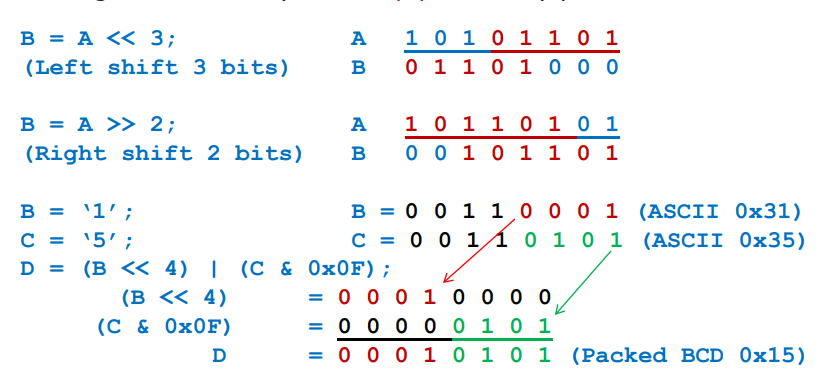 B = A << 3; A 1 0 1 0 1 1 0 1
(Left shift 3 bits) B 0 1 1 0 1 0 0 0
B = A >> 2; A 1 0 1 1 0 1 0 1
(Right shift 2 bits) B 0 0 1 0 1 1 0 1
B = ‘1’; B = 0 0 1 1 0 0 0 1 (ASCII 0x31)
C = ‘5’; C = 0 0 1 1 0 1 0 1 (ASCII 0x35)
D = (B << 4) | (C & 0x0F);
(B << 4) = 0 0 0 1 0 0 0 0
(C & 0x0F) = 0 0 0 0 0 1 0 1
D = 0 0 0 1 0 1 0 1 (Packed BCD 0x15)